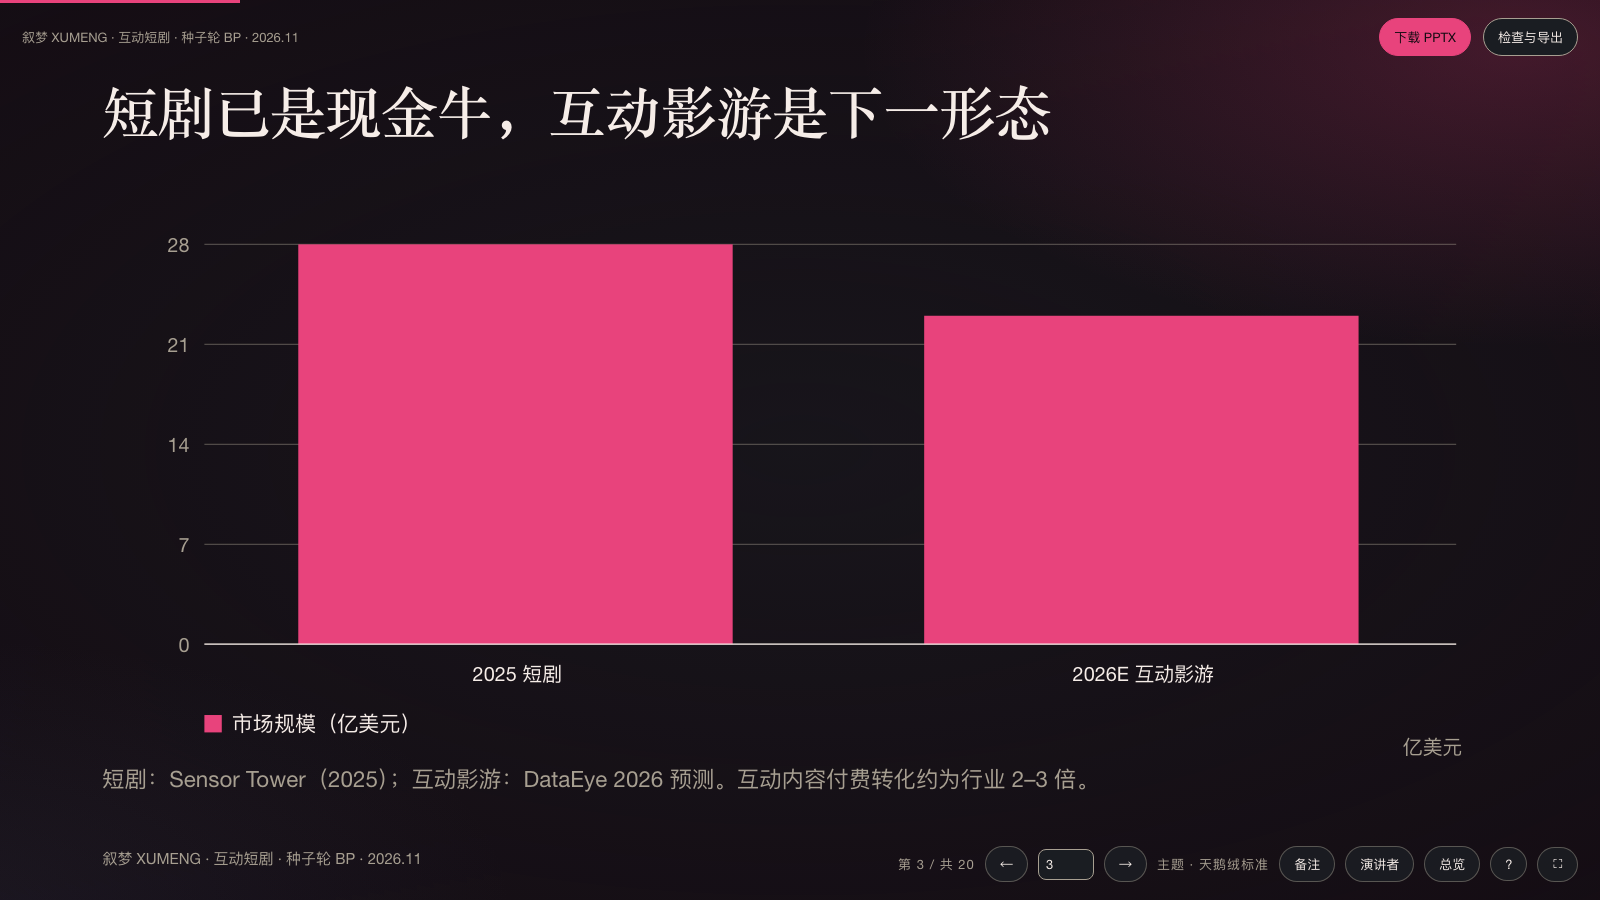 叙梦 XUMENG · 互动短剧 · 种子轮 BP · 2026.11
下载 PPTX
检查与导出
短剧已是现金牛，互动影游是下一形态
28
21
14
7
0
2025 短剧
2026E 互动影游
市场规模（亿美元）
亿美元
短剧：Sensor Tower（2025）；互动影游：DataEye 2026 预测。互动内容付费转化约为行业 2–3 倍。
叙梦 XUMENG · 互动短剧 · 种子轮 BP · 2026.11
第 3 / 共 20
←
3
→
主题 · 天鹅绒标准
备注
演讲者
总览
?